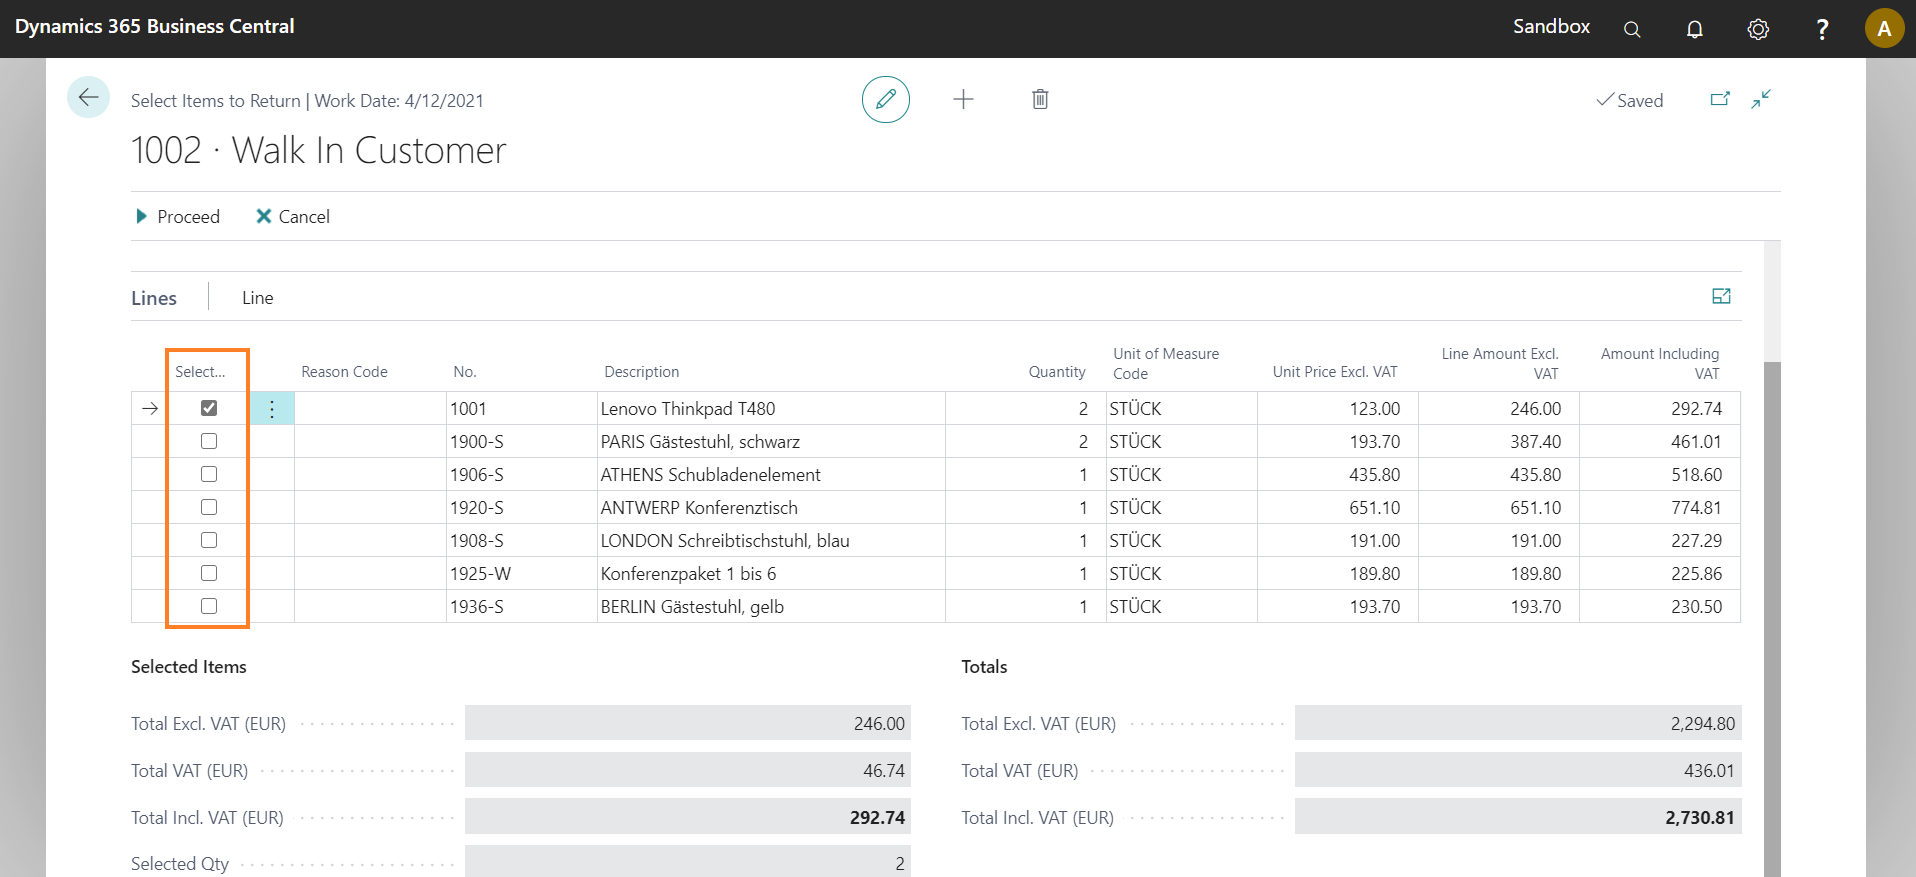 Dynamics 365 Business Central
Sandbox
?
A
Select Items to Return | Work Date: 4/12/2021
Saved
1002 · Walk In Customer
Proceed
Cancel
Lines
Line
Select... Reason Code No. Description Quantity Unit of Measure Code Unit Price Excl. VAT Line Amount Excl. VAT Amount Including VAT
1001 Lenovo Thinkpad T480 2 STÜCK 123.00 246.00 292.74
1900-S PARIS Gästestuhl, schwarz 2 STÜCK 193.70 387.40 461.01
1906-S ATHENS Schubladenelement 1 STÜCK 435.80 435.80 518.60
1920-S ANTWERP Konferenztisch 1 STÜCK 651.10 651.10 774.81
1908-S LONDON Schreibtischstuhl, blau 1 STÜCK 191.00 191.00 227.29
1925-W Konferenzpaket 1 bis 6 1 STÜCK 189.80 189.80 225.86
1936-S BERLIN Gästestuhl, gelb 1 STÜCK 193.70 193.70 230.50
Selected Items
Total Excl. VAT (EUR) 246.00
Total VAT (EUR) 46.74
Total Incl. VAT (EUR) 292.74
Selected Qty 2
Totals
Total Excl. VAT (EUR) 2,294.80
Total VAT (EUR) 436.01
Total Incl. VAT (EUR) 2,730.81